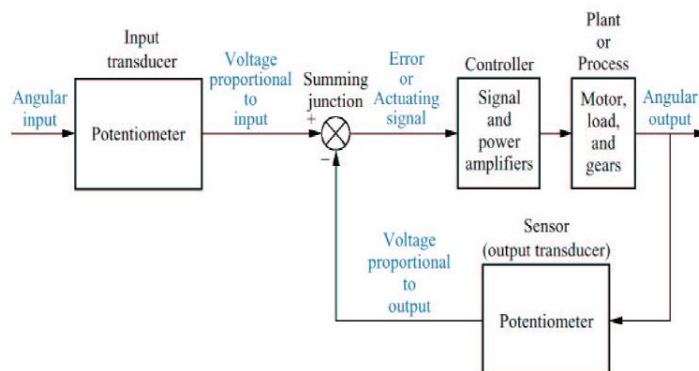 Input
transducer
Angular
input
Potentiometer
Voltage
proportional
to
input
Summing
junction
+
−
Error
or
Actuating
signal
Controller
Signal
and
power
amplifiers
Plant
or
Process
Motor,
load,
and
gears
Angular
output
Sensor
(output transducer)
Potentiometer
Voltage
proportional
to
output